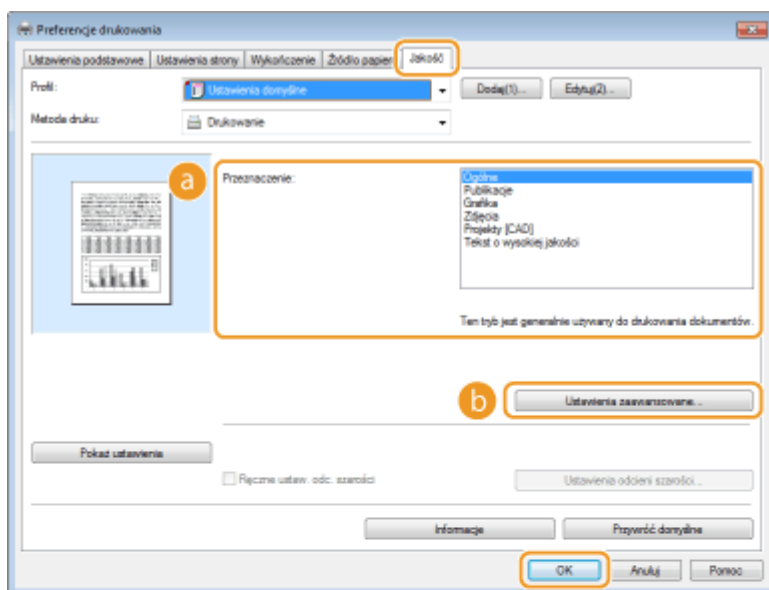 Preferencje drukowania
Ustawienia podstawowe Ustawienia strony Wykończenie Źródło papieru Jakość
Profil: Ustawienia domyślne Dodaj(1)... Edytuj(2)...
Metoda druku: Drukowanie
a
Przeznaczenie:
Ogólne
Publikacje
Grafika
Zdjęcia
Projekty [CAD]
Tekst o wysokiej jakości
Ten tryb jest generalnie używany do drukowania dokumentów.
b Ustawienia zaawansowane...
Pokaż ustawienia
Ręczne ustaw. odc. szarości Ustawienia odcieni szarości...
Informacje Przywróć domyślne
OK Anuluj Pomoc